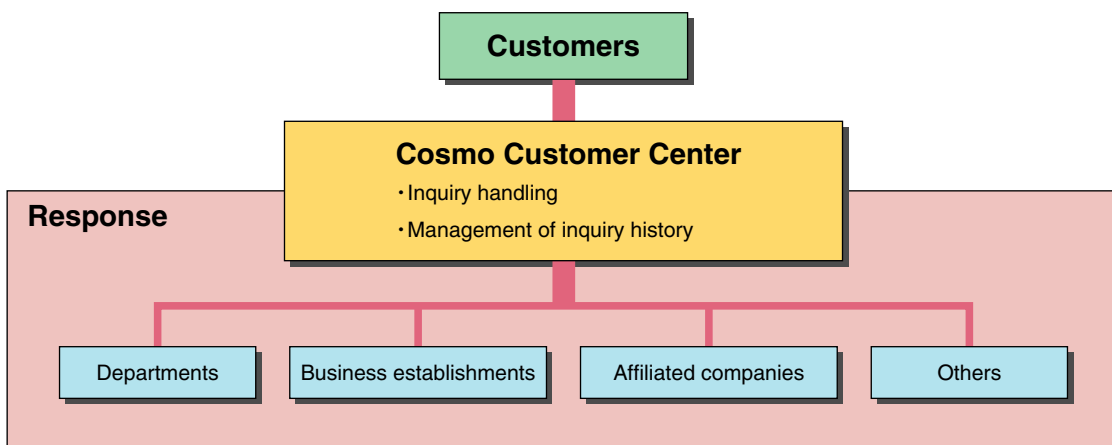 Customers
Cosmo Customer Center
・Inquiry handling
・Management of inquiry history
Response
Departments
Business establishments
Affiliated companies
Others